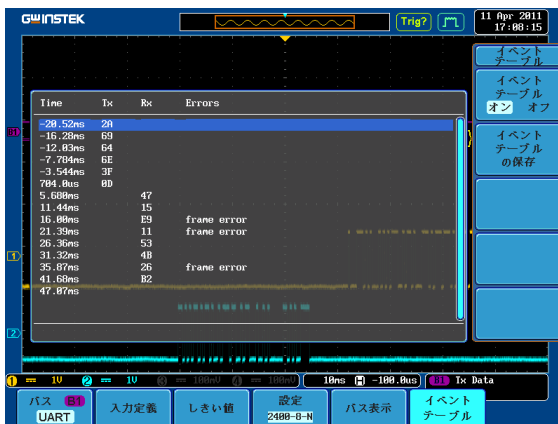 GWINSTEK
Trig?
11 Apr 2011
17:08:15
イベント
テーブル
イベント
テーブル
オン オフ
イベント
テーブル
の保存
Time Tx Rx Errors
-20.52ms 2A
-16.28ms 69
-12.03ms 64
-7.784ms 6E
-3.544ms 3F
704.0us 0D
5.680ms 47
11.44ms 15
16.00ms E9 frame error
21.39ms 11 frame error
26.36ms 53
31.32ms 4B
35.87ms 26 frame error
41.68ms B2
47.07ms
B1
1
2
1 1V 2 1V 3 100mV 4 100mV 10ms H -100.0us B1 Tx Data
バス B1
UART
入力定義
しきい値
設定
2400-8-N
バス表示
イベント
テーブル